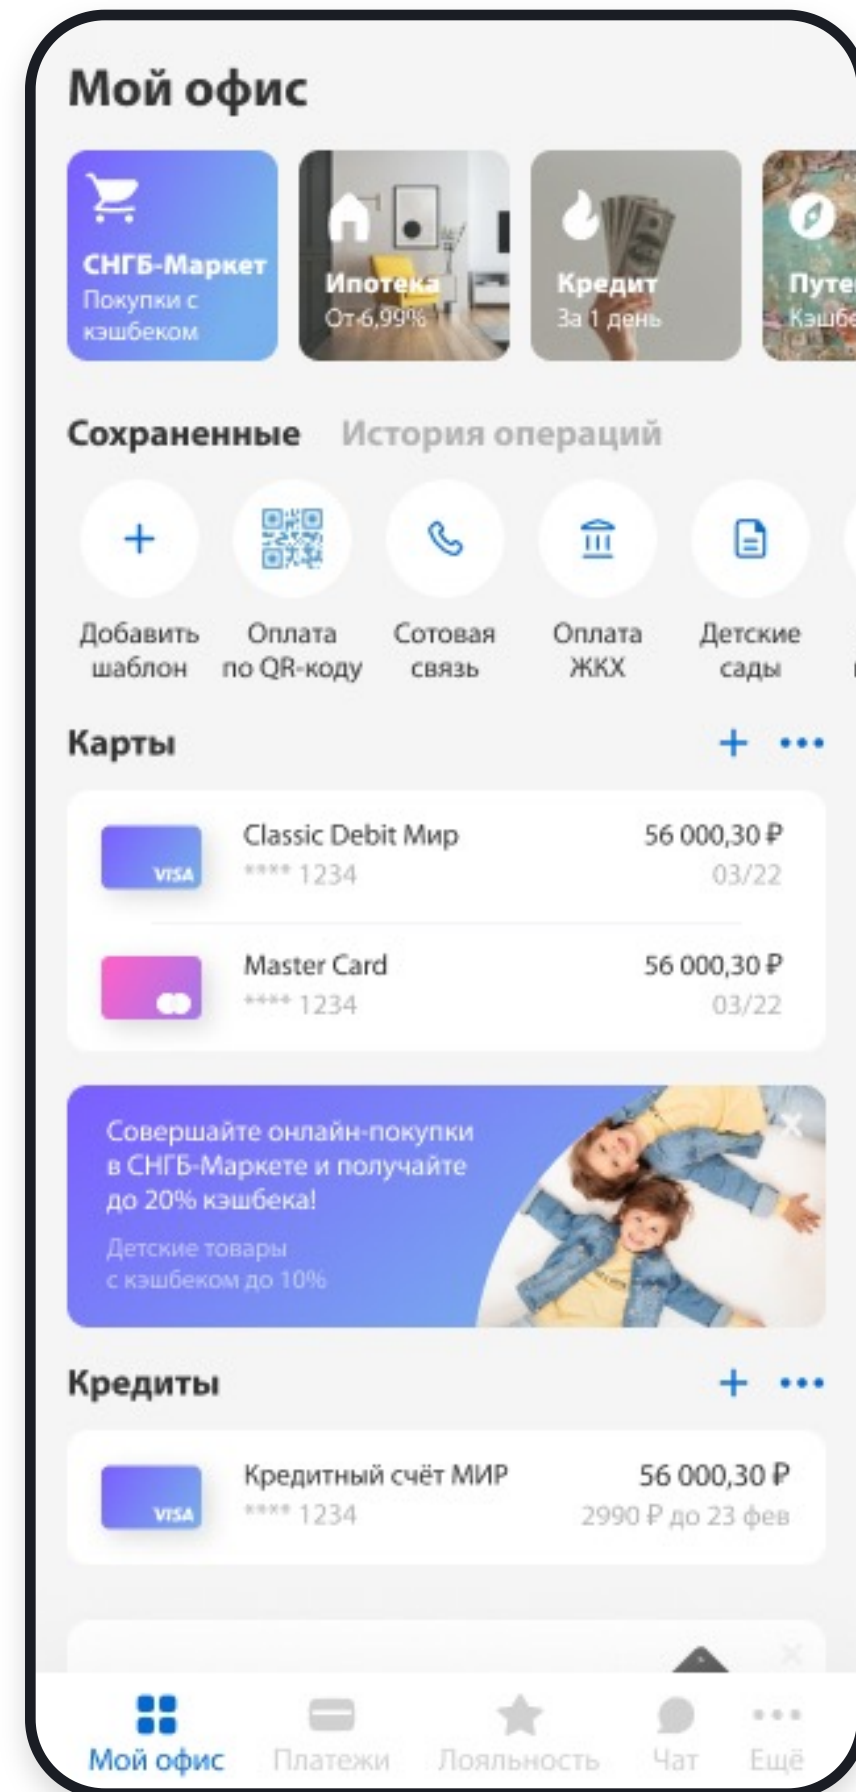 Мой офис
СНГБ-Маркет
Покупки с
кэшбеком
Ипотека
От 6,99%
Кредит
За 1 день
Сохраненные
История операций
Добавить
шаблон
Оплата
по QR-коду
Сотовая
связь
Оплата
ЖКХ
Детские
сады
Карты
VISA
Classic Debit Мир
**** 1234
56 000,30 ₽
03/22
Master Card
**** 1234
56 000,30 ₽
03/22
Совершайте онлайн-покупки
в СНГБ-Маркете и получайте
до 20% кэшбека!
Детские товары
с кэшбеком до 10%
Кредиты
VISA
Кредитный счёт МИР
**** 1234
56 000,30 ₽
2990 ₽ до 23 фев
Мой офис
Платежи
Лояльность
Чат
Ещё